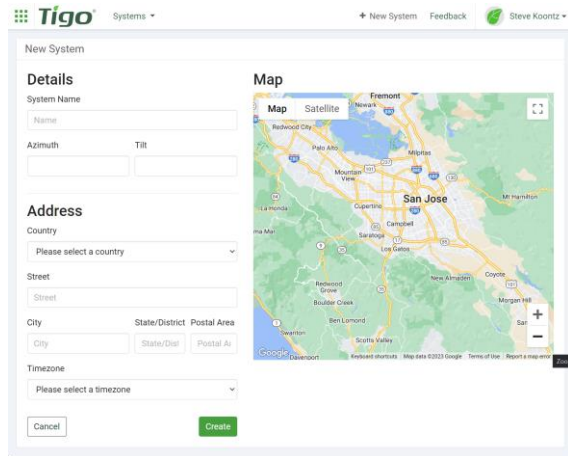 Tigo
Systems
+ New System Feedback Steve Koontz
New System
Details
System Name
Name
Azimuth Tilt
Address
Country
Please select a country
Street
Street
City State/District Postal Area
City State/Dist Postal Ar
Timezone
Please select a timezone
Cancel Create
Map
Map Satellite
Fremont
Newark
Redwood City
Palo Alto
Milpitas
Mountain View
San Jose
Mt Hamilton
La Honda
Cupertino
Campbell
Saratoga
Los Gatos
New Almaden
Coyote
Redwood Grove
Morgan Hill
Boulder Creek
Ben Lomond
Swanton
Scotts Valley
Davenport
Google
Keyboard shortcuts Map data ©2023 Google Terms of Use Report a map error